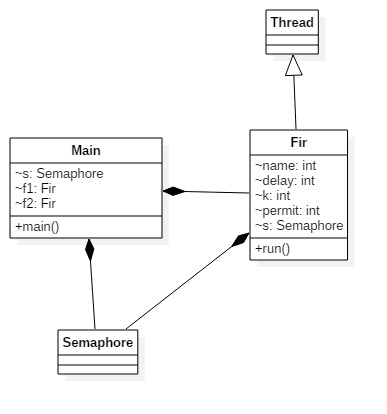 Thread
Main
~s: Semaphore
~f1: Fir
~f2: Fir
+main()
Fir
~name: int
~delay: int
~k: int
~permit: int
~s: Semaphore
+run()
Semaphore